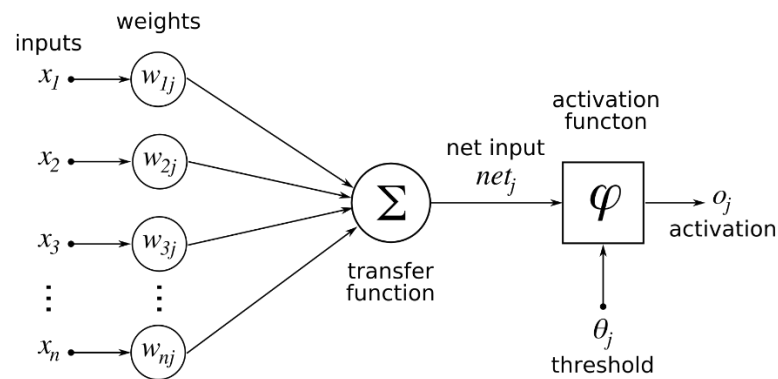 inputs
weights
x1
w1j
x2
w2j
x3
w3j
⋮
⋮
xn
wnj
Σ
transfer
function
net input
netj
activation
functon
φ
oj
activation
θj
threshold